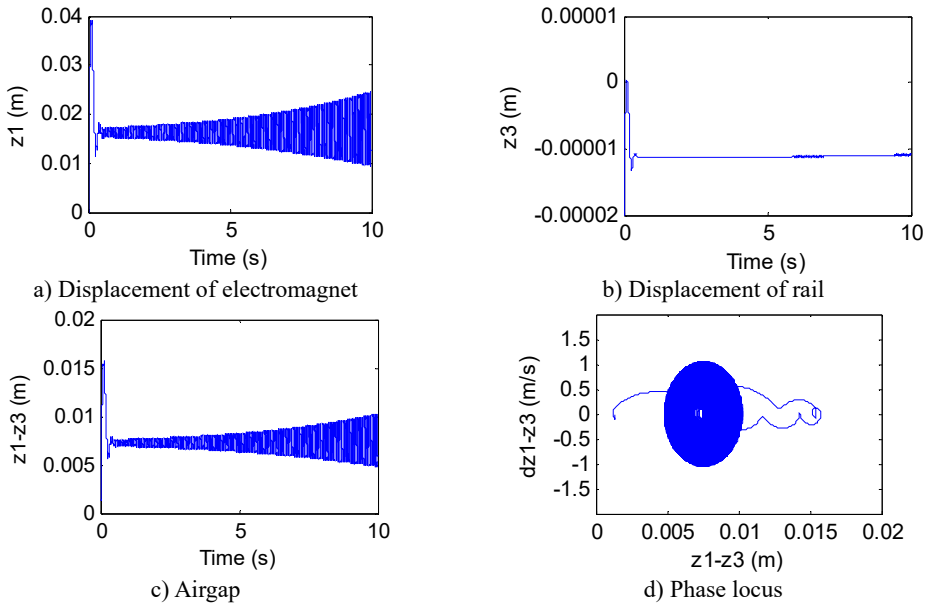 0.04
0.03
0.02
0.01
0
z1 (m)
0 5 10
Time (s)
a) Displacement of electromagnet
0.00001
0
-0.00001
-0.00002
z3 (m)
0 5 10
Time (s)
b) Displacement of rail
0.02
0.015
0.01
0.005
0
z1-z3 (m)
0 5 10
Time (s)
c) Airgap
1.5
1
0.5
0
-0.5
-1
-1.5
dz1-z3 (m/s)
0 0.005 0.01 0.015 0.02
z1-z3 (m)
d) Phase locus